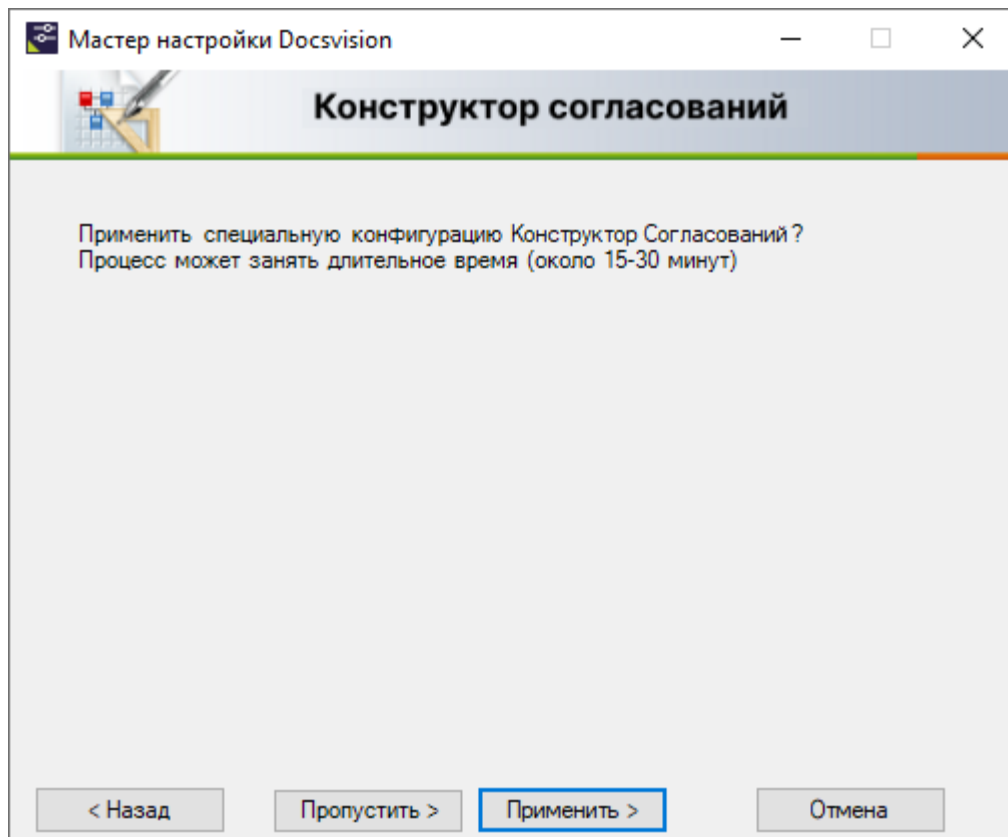 Мастер настройки Docsvision
Конструктор согласований
Применить специальную конфигурацию Конструктор Согласований?
Процесс может занять длительное время (около 15-30 минут)
< Назад Пропустить > Применить > Отмена